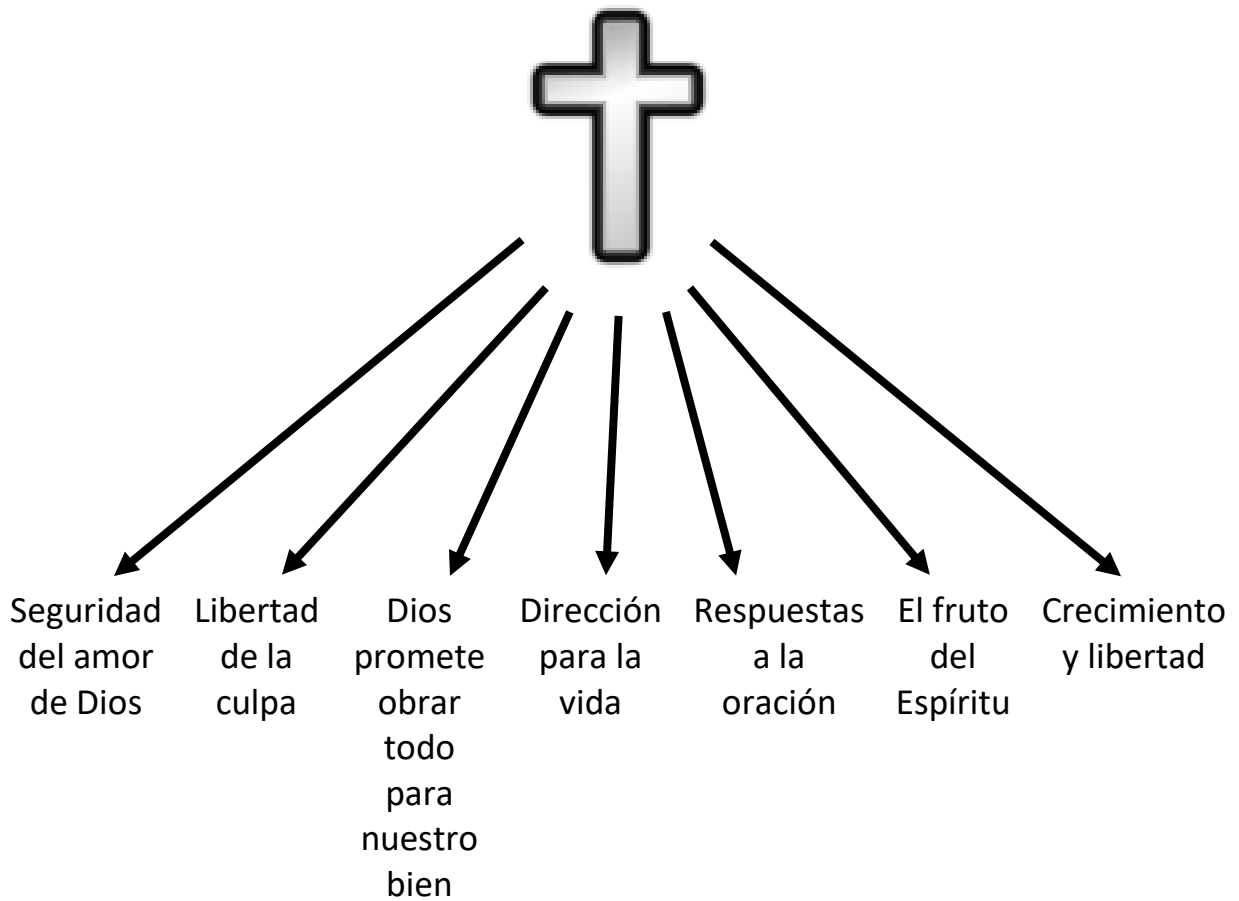 Seguridad
del amor
de Dios
Libertad
de la
culpa
Dios
promete
obrar
todo
para
nuestro
bien
Dirección
para la
vida
Respuestas
a la
oración
El fruto
del
Espíritu
Crecimiento
y libertad